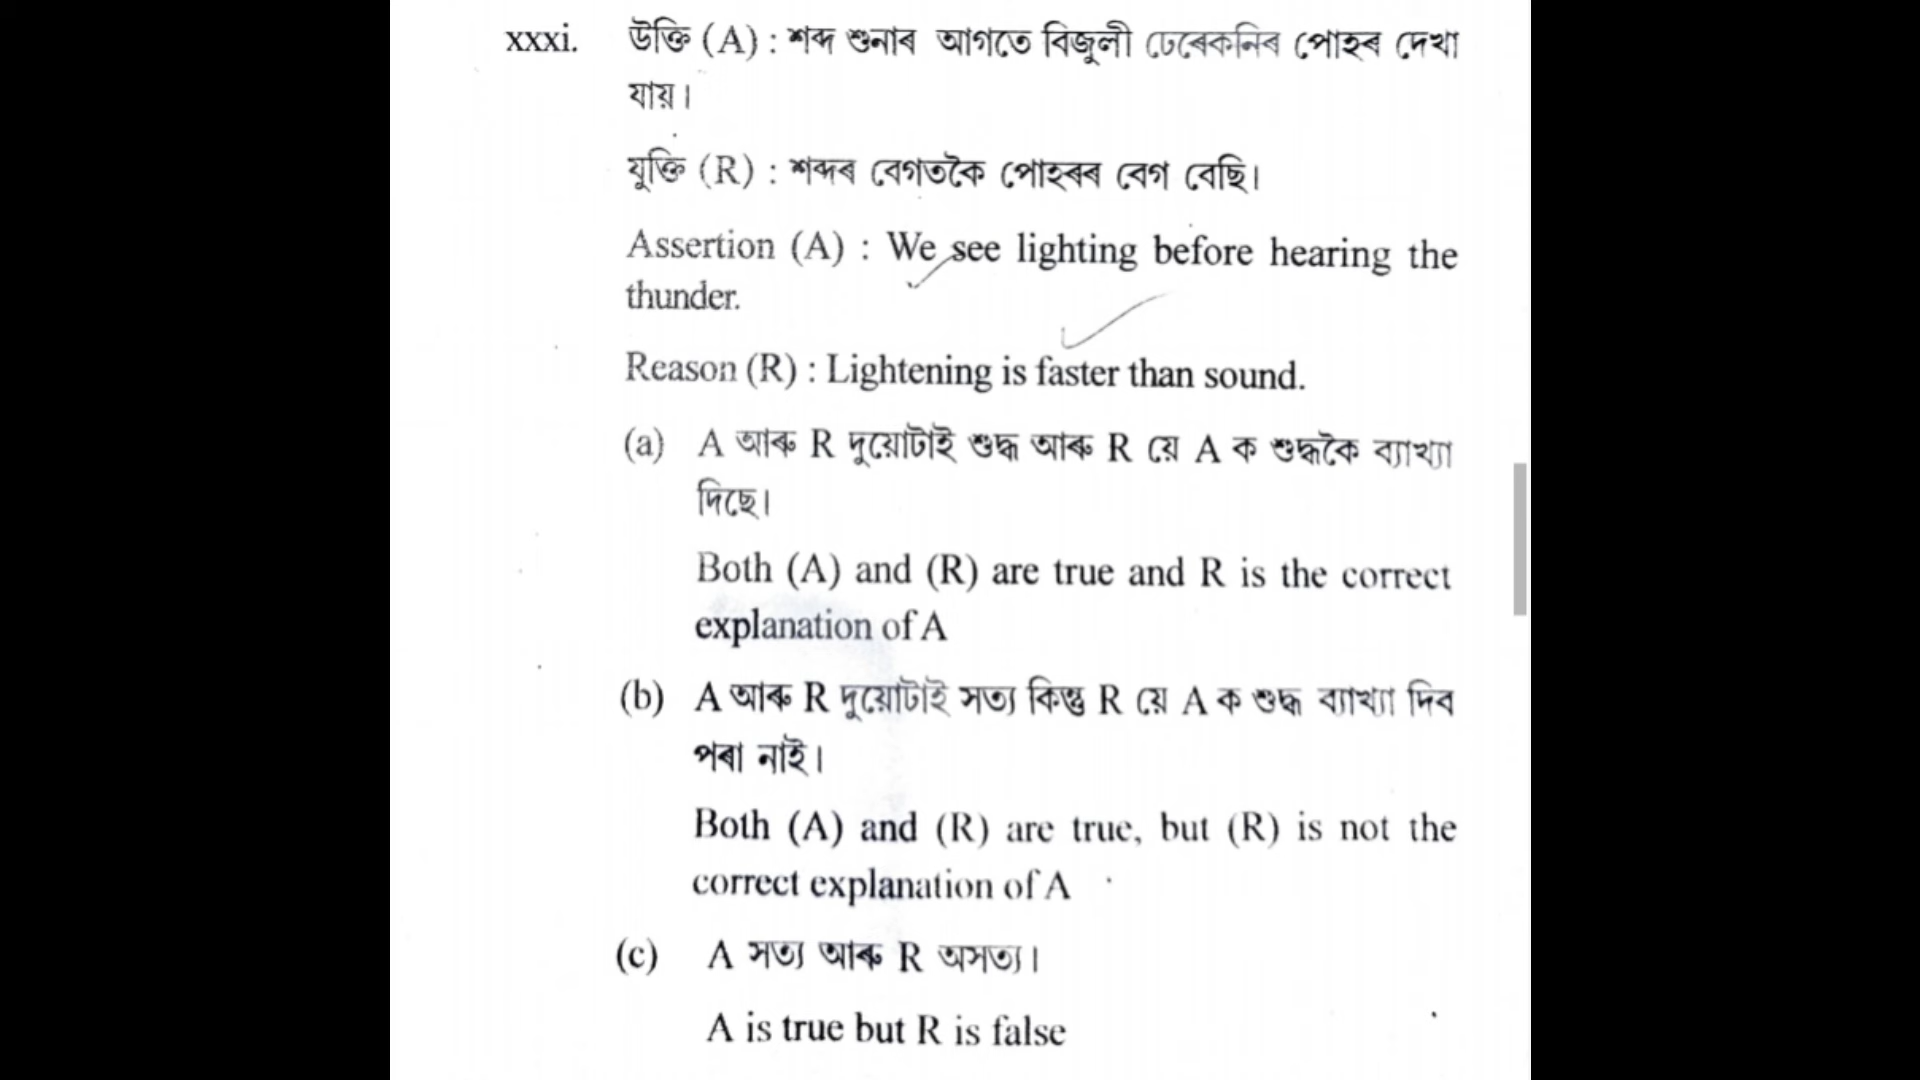 xxxi. উক্তি (A) : শব্দ শুনাৰ আগতে বিজুলী ঢেৰেকনিৰ পোহৰ দেখা
যায়।
যুক্তি (R) : শব্দৰ বেগতকৈ পোহৰৰ বেগ বেছি।
Assertion (A) : We see lighting before hearing the
thunder.
Reason (R) : Lightening is faster than sound.
(a) A আৰু R দুয়োটাই শুদ্ধ আৰু R য়ে A ক শুদ্ধকৈ ব্যাখ্যা
দিছে।
Both (A) and (R) are true and R is the correct
explanation of A
(b) A আৰু R দুয়োটাই সত্য কিন্তু R য়ে A ক শুদ্ধ ব্যাখ্যা দিব
পৰা নাই।
Both (A) and (R) are true, but (R) is not the
correct explanation of A
(c) A সত্য আৰু R অসত্য।
A is true but R is false